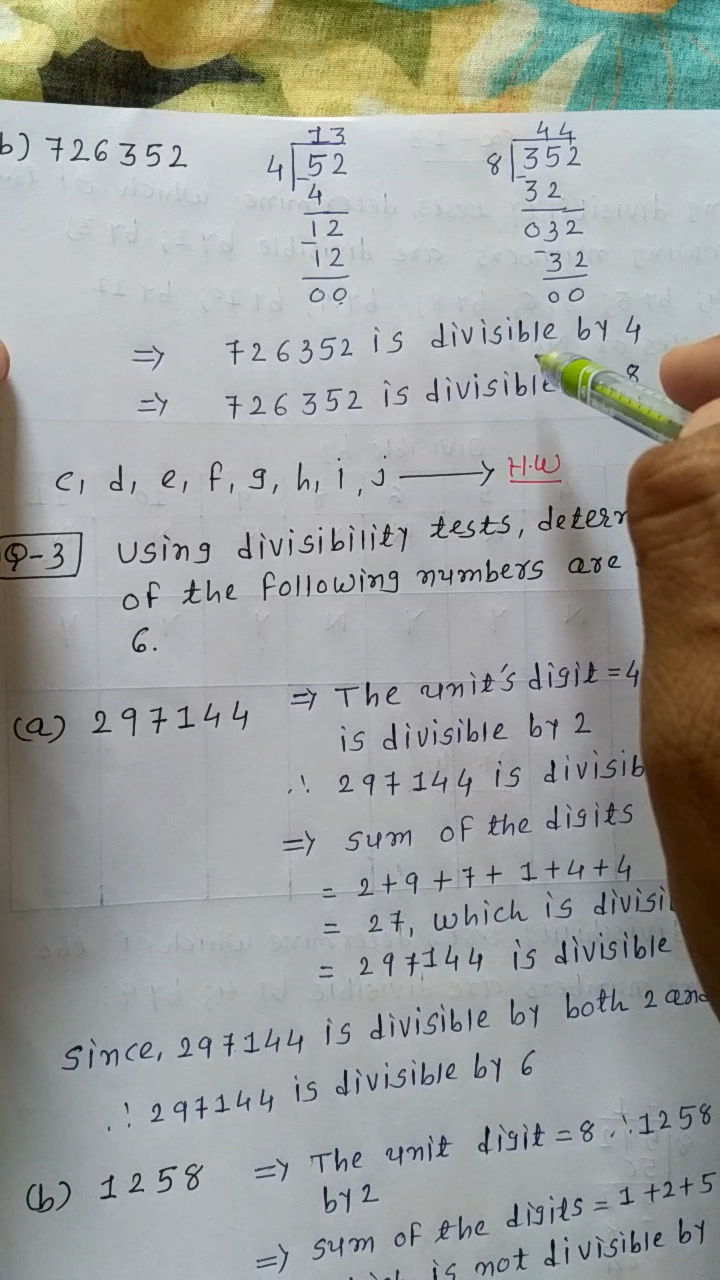 b) 726352
13
4 52
4
12
12
00
44
8 352
32
032
32
00
=> 726352 is divisible by 4
=> 726352 is divisible 8
c, d, e, f, g, h, i, j → H.W
Q-3 Using divisibility tests,
of the following numbers are
6.
(a) 297144 => The unit's digit = 4
is divisible by 2
∴ 297144 is
=> sum of the digits
= 2+9+7+1+4+4
= 27, which is
= 297144 is divisible
Since, 297144 is divisible by both 2 and
∴ 297144 is divisible by 6
(b) 1258 => The unit digit = 8 ∴ 1258
by 2
=> sum of the digits = 1+2+5
is not divisible by